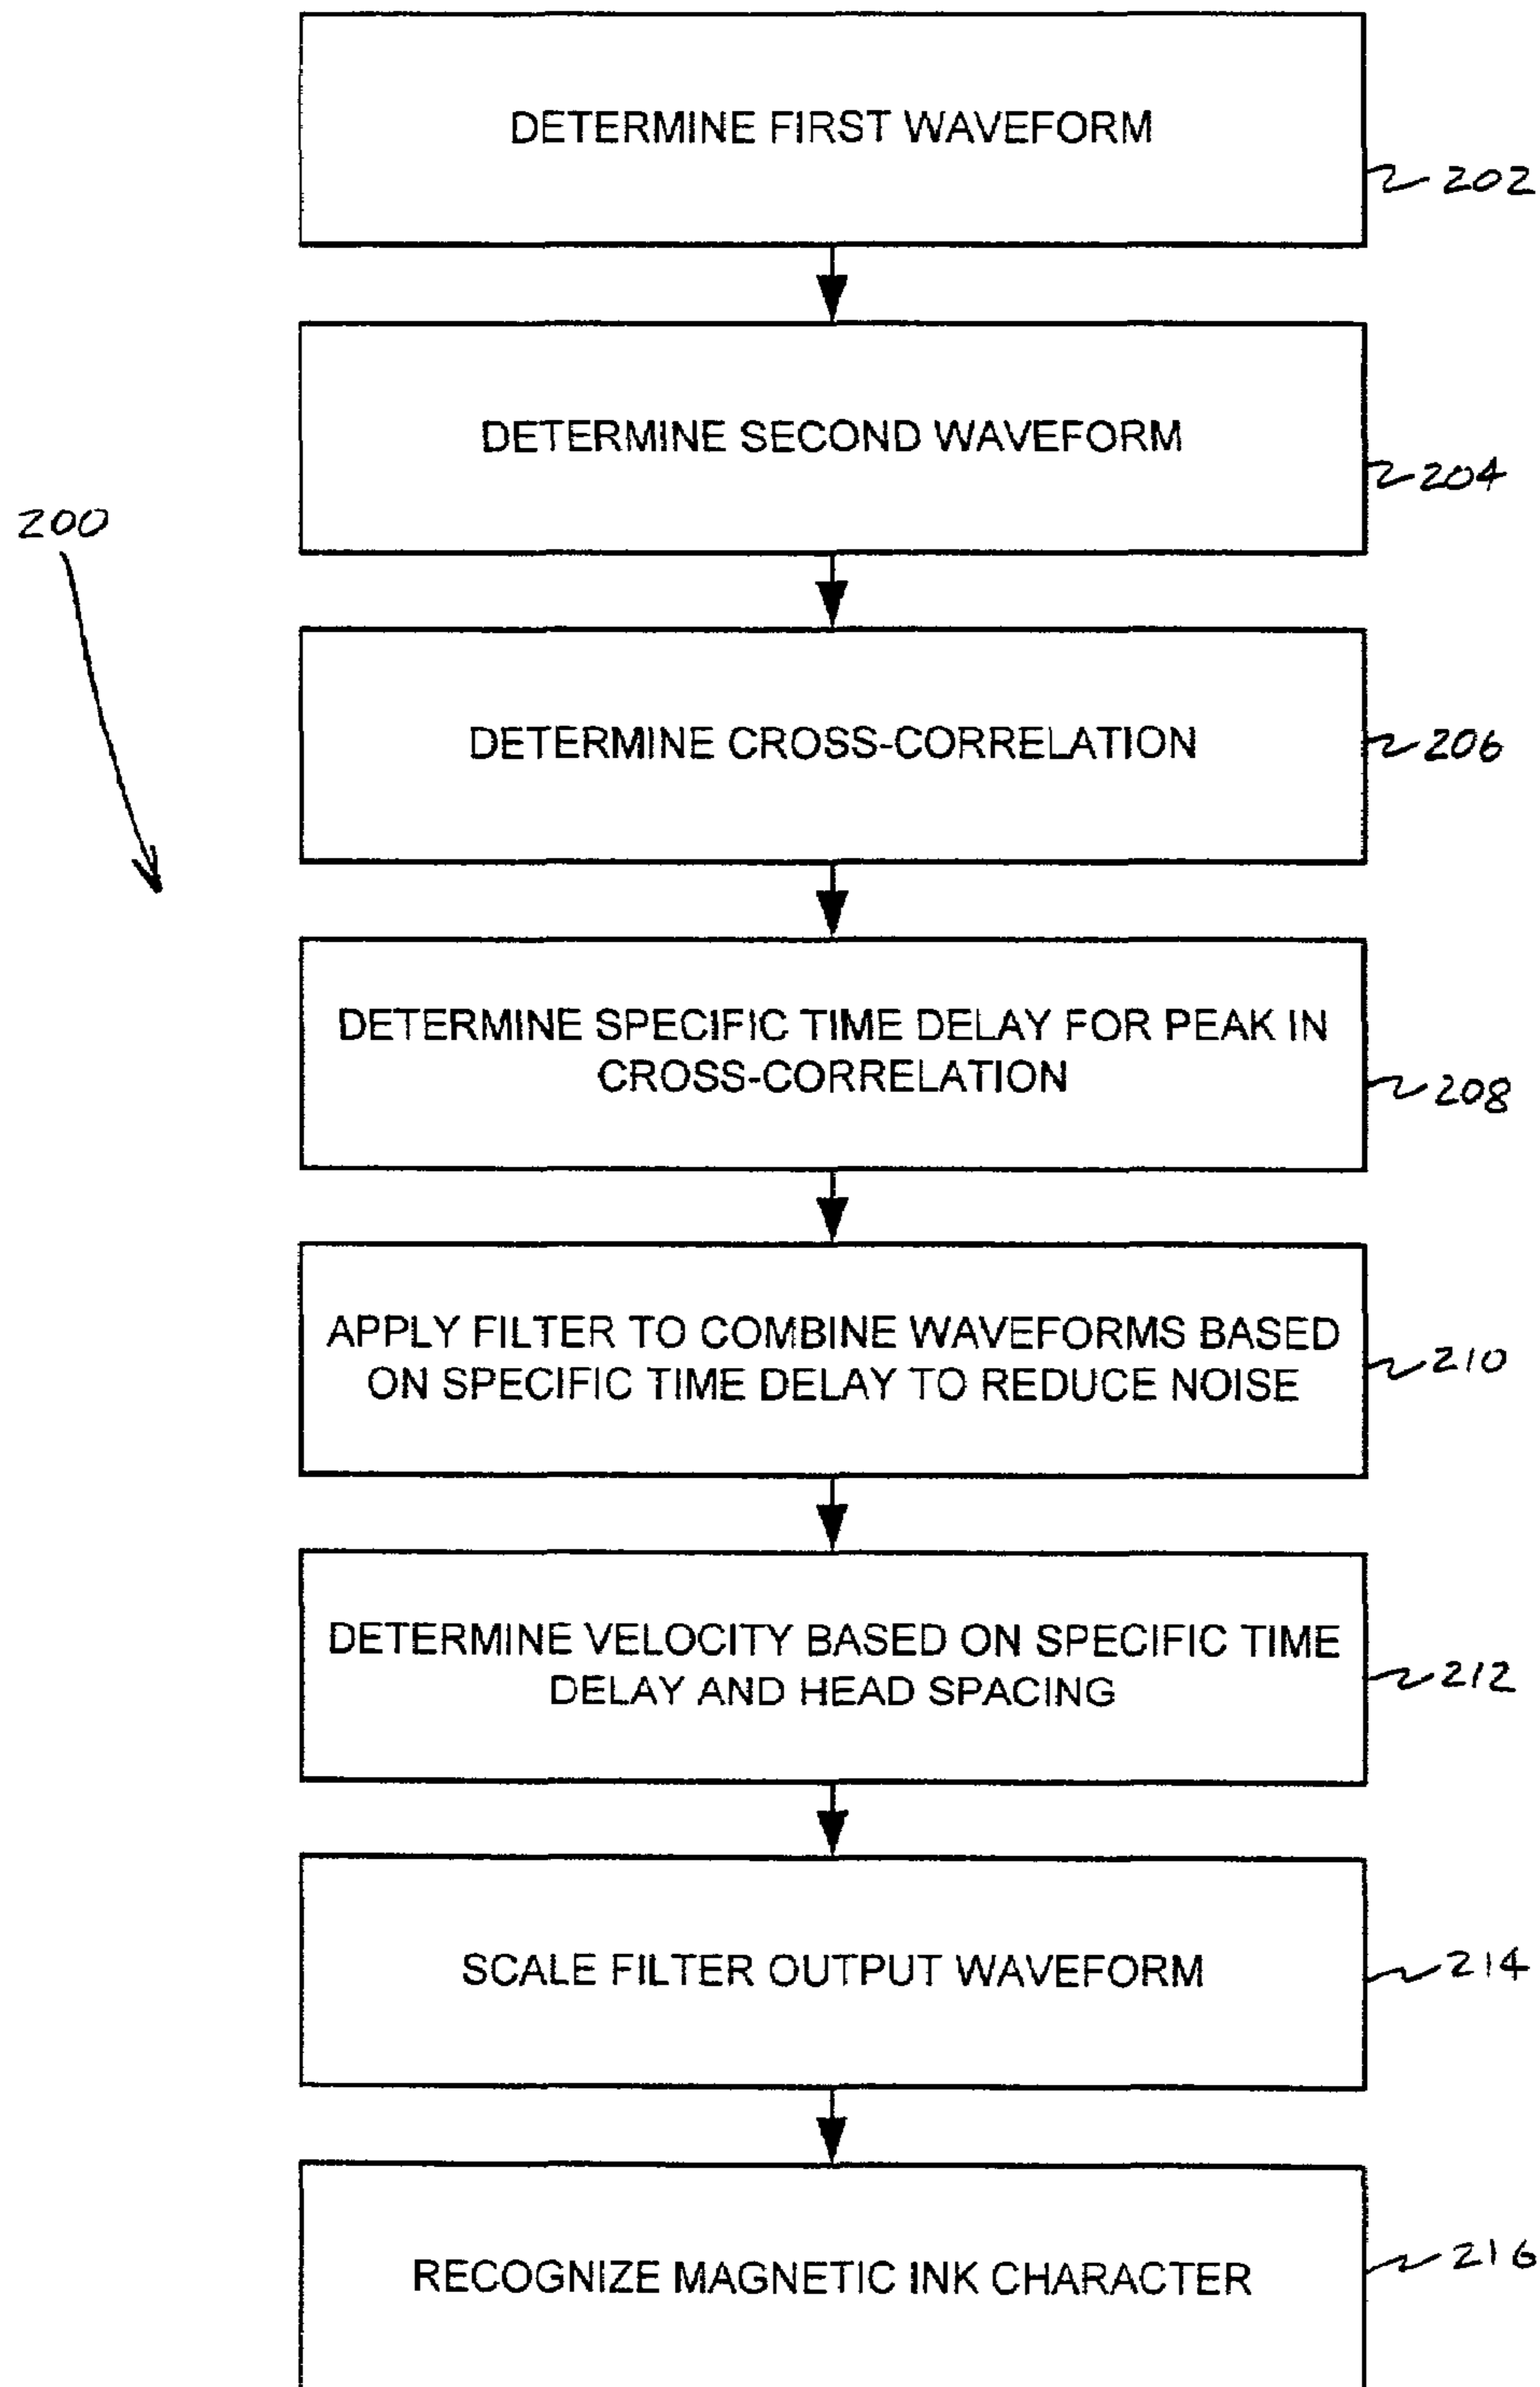 DETERMINE FIRST WAVEFORM
202
DETERMINE SECOND WAVEFORM
204
200
DETERMINE CROSS-CORRELATION
206
DETERMINE SPECIFIC TIME DELAY FOR PEAK IN
CROSS-CORRELATION
208
APPLY FILTER TO COMBINE WAVEFORMS BASED
ON SPECIFIC TIME DELAY TO REDUCE NOISE
210
DETERMINE VELOCITY BASED ON SPECIFIC TIME
DELAY AND HEAD SPACING
212
SCALE FILTER OUTPUT WAVEFORM
214
RECOGNIZE MAGNETIC INK CHARACTER
216